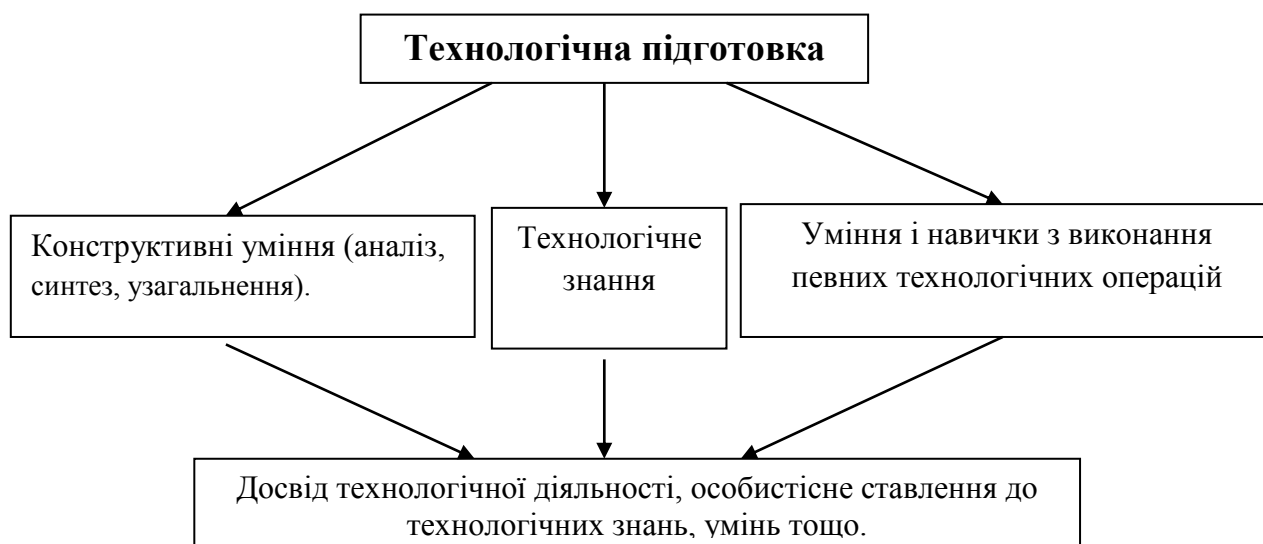 Технологічна підготовка
Конструктивні уміння (аналіз,
синтез, узагальнення).
Технологічне
знання
Уміння і навички з виконання
певних технологічних операцій
Досвід технологічної діяльності, особистісне ставлення до
технологічних знань, умінь тощо.